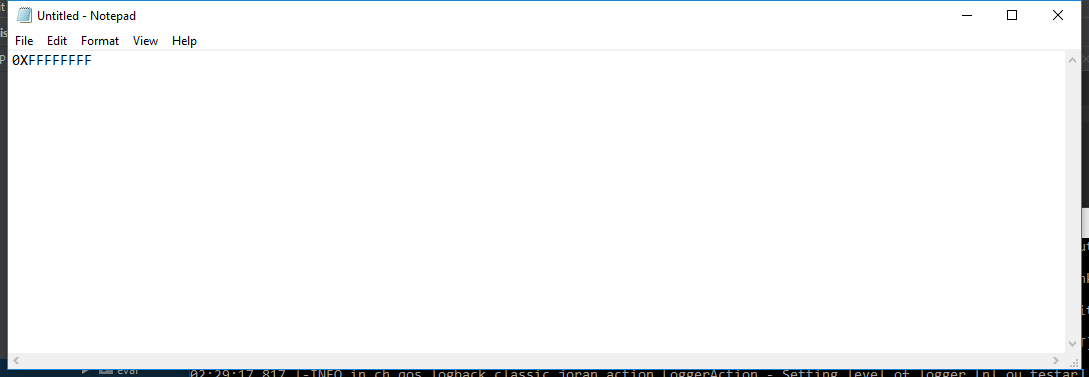 Untitled - Notepad
File Edit Format View Help
0XFFFFFFFF
eval
02:29:17,817 |-INFO in ch.qos.logback.classic.joran.action.LoggerAction - Setting level of logger [nl.ou.testar